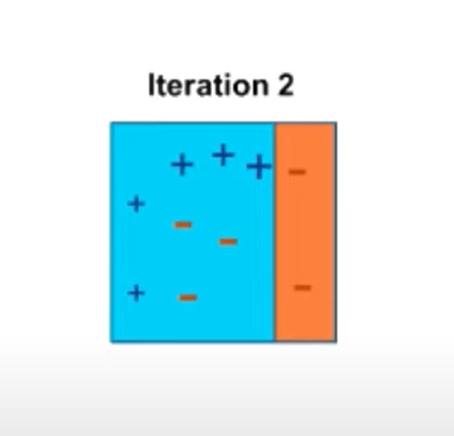 Iteration 2
+ + + -
+
-
-
+ - -